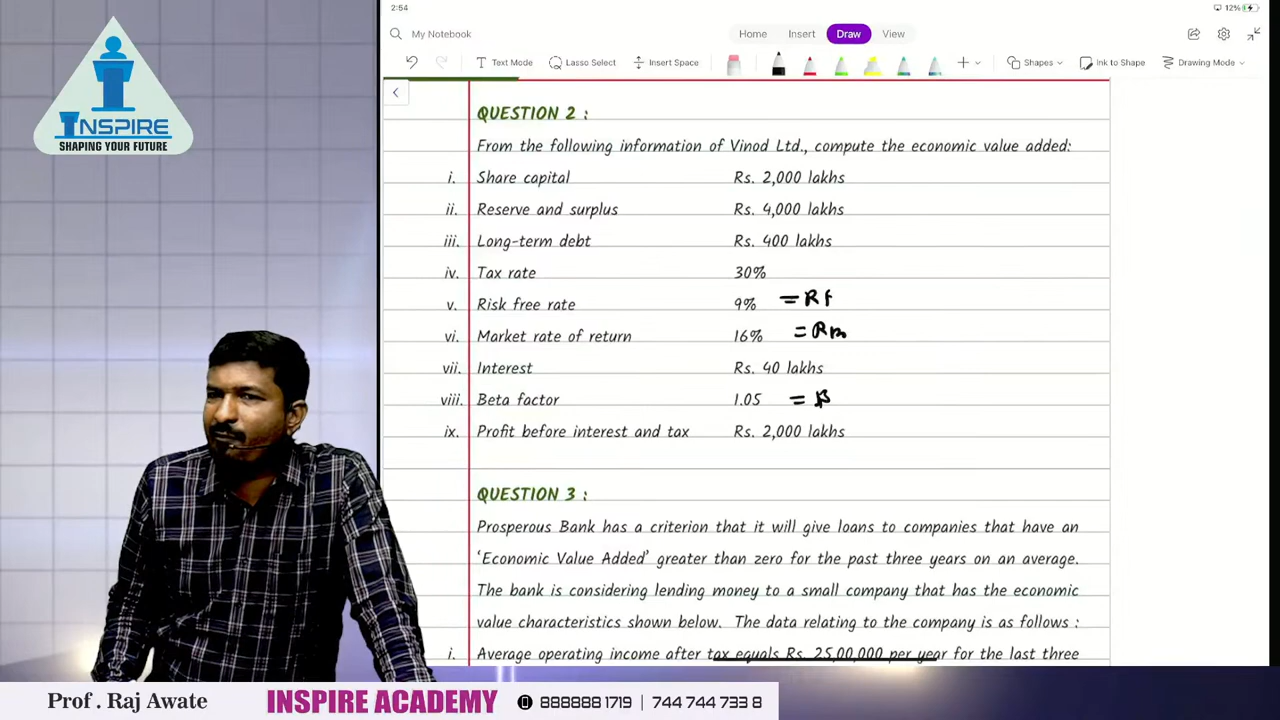 2:54
12%
My Notebook
Home Insert Draw View
Text Mode Lasso Select Insert Space Shapes Ink to Shape Drawing Mode
INSPIRE
SHAPING YOUR FUTURE
QUESTION 2 :
From the following information of Vinod Ltd., compute the economic value added:
i. Share capital Rs. 2,000 lakhs
ii. Reserve and surplus Rs. 4,000 lakhs
iii. Long-term debt Rs. 400 lakhs
iv. Tax rate 30%
v. Risk free rate 9% = Rf
vi. Market rate of return 16% = Rm
vii. Interest Rs. 40 lakhs
viii. Beta factor 1.05 = β
ix. Profit before interest and tax Rs. 2,000 lakhs
QUESTION 3 :
Prosperous Bank has a criterion that it will give loans to companies that have an
‘Economic Value Added’ greater than zero for the past three years on an average.
The bank is considering lending money to a small company that has the economic
value characteristics shown below. The data relating to the company is as follows :
i. Average operating income after tax equals Rs. 25,00,000 per year for the last three
Prof . Raj Awate INSPIRE ACADEMY 888888 1719 | 744 744 733 8